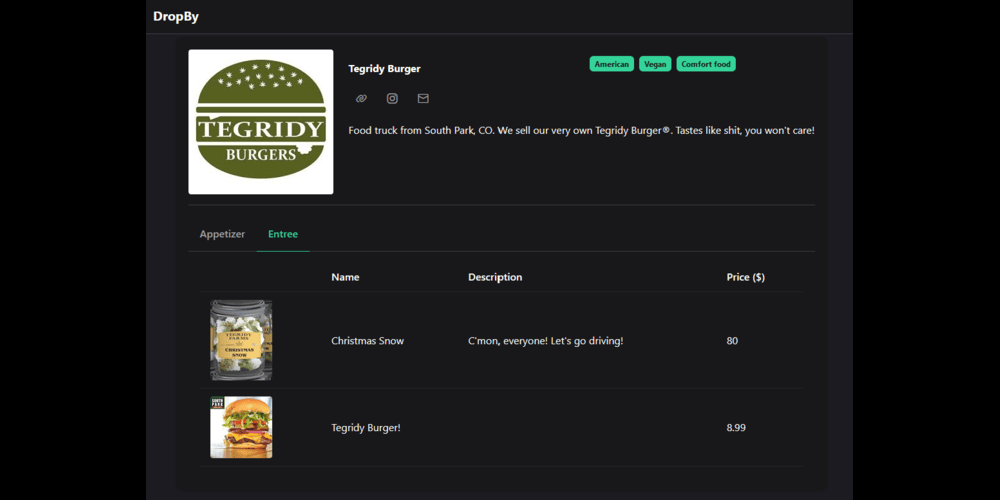 DropBy
TEGRIDY
BURGERS
Tegridy Burger
American Vegan Comfort food
Food truck from South Park, CO. We sell our very own Tegridy Burger®. Tastes like shit, you won't care!
Appetizer Entree
Name Description Price ($)
TEGRIDY
FARMS
CHRISTMAS
SNOW
Christmas Snow C'mon, everyone! Let's go driving! 80
SOUTH
PARK
Tegridy Burger! 8.99